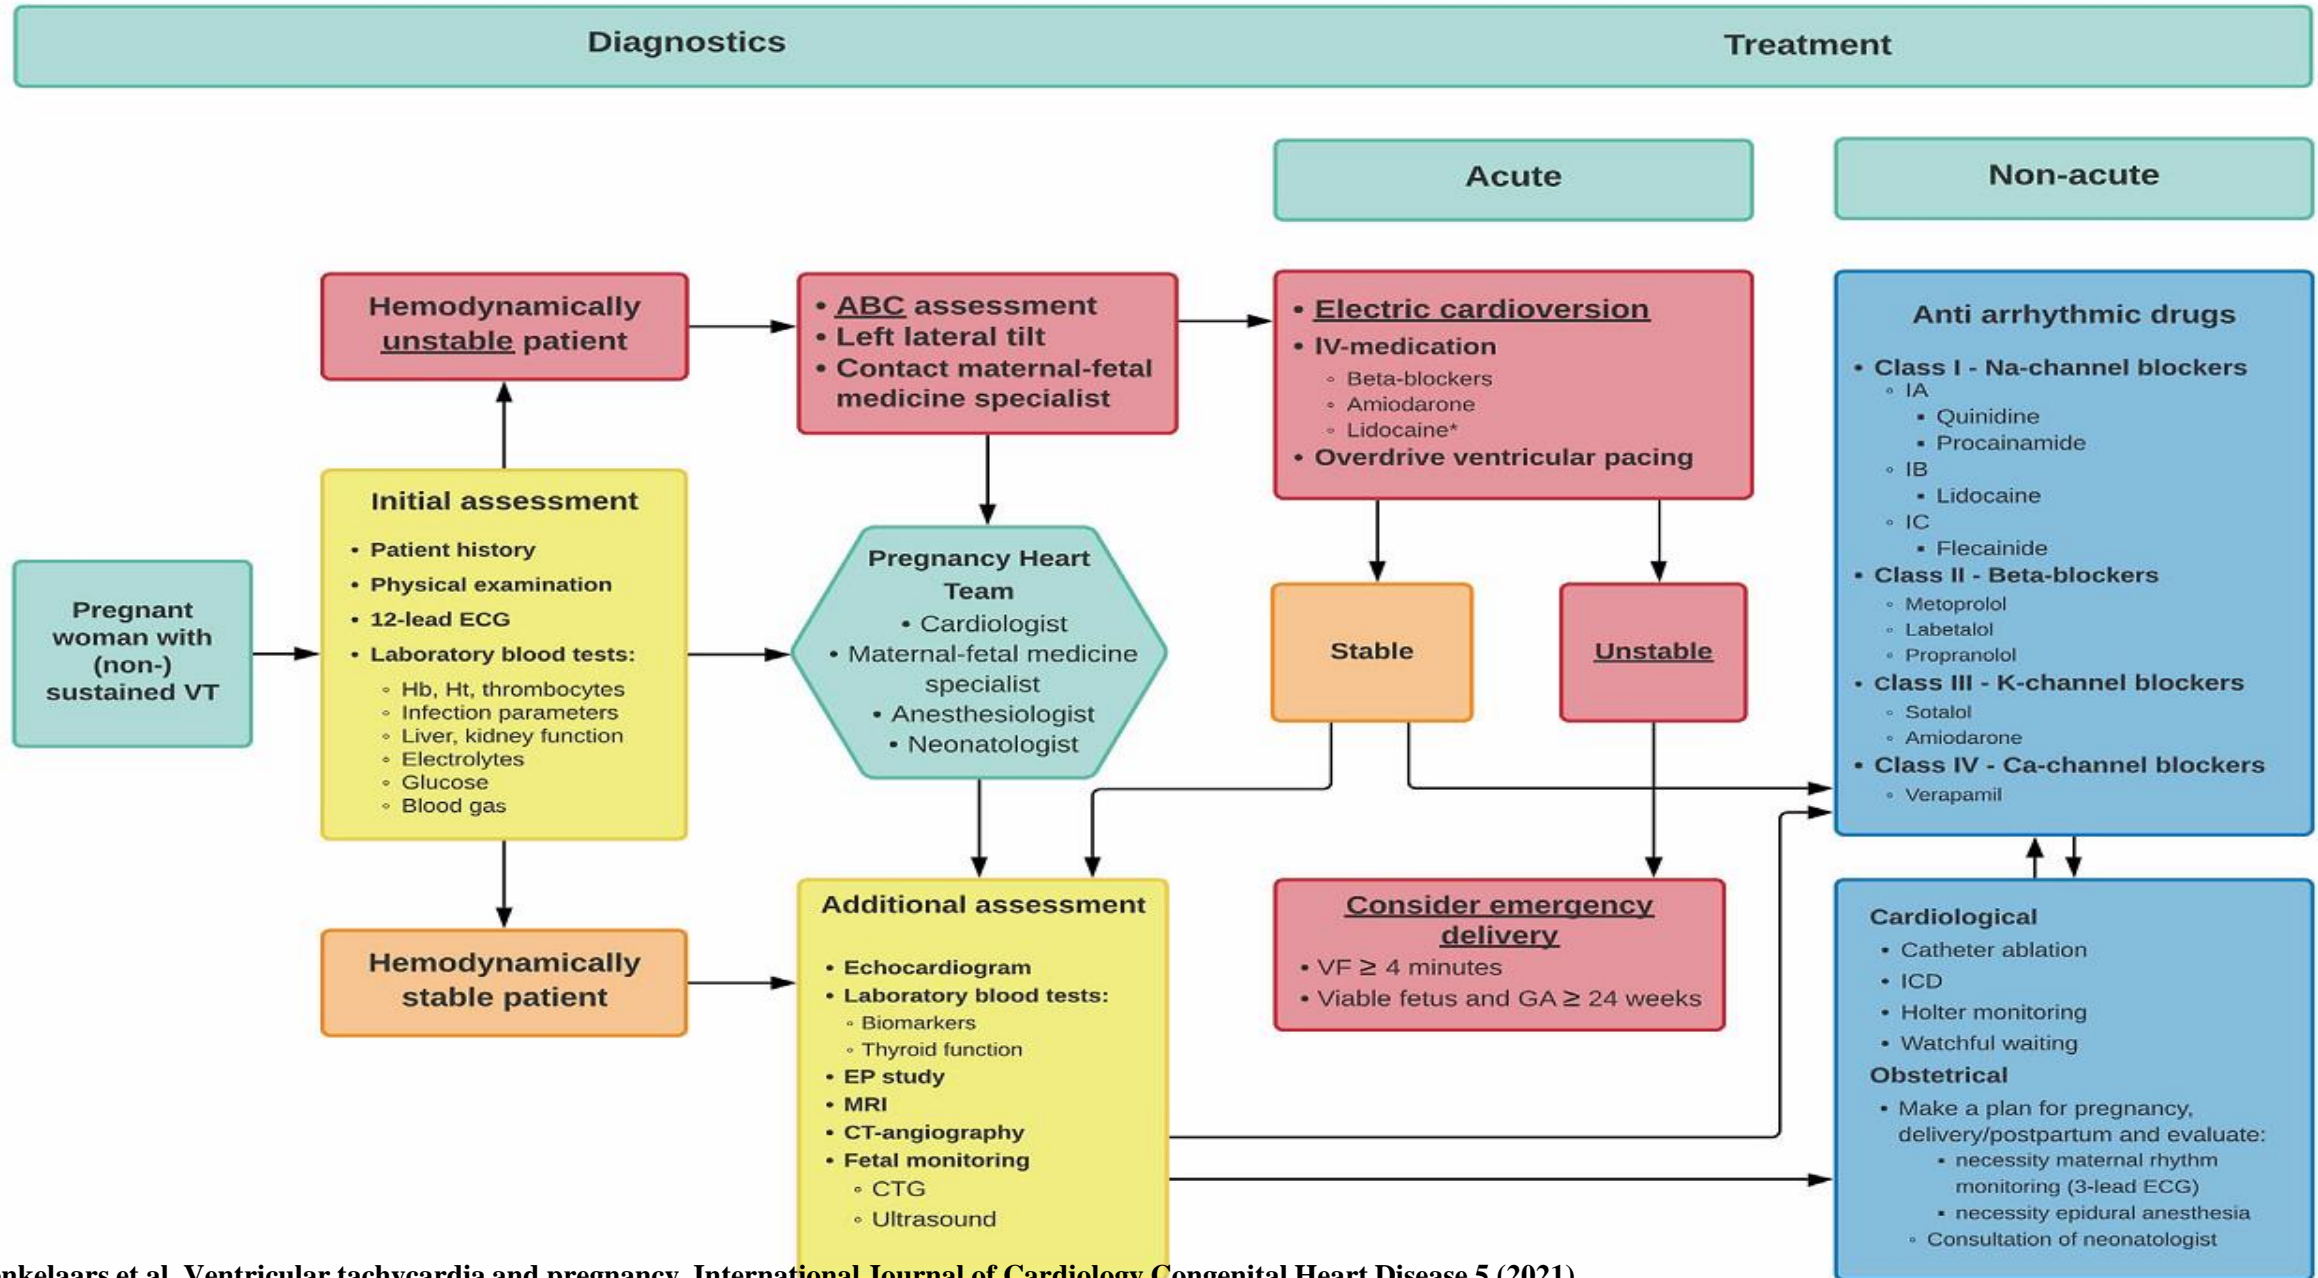 Diagnostics
Treatment
Acute
Non-acute
Hemodynamically
unstable patient
• ABC assessment
• Left lateral tilt
• Contact maternal-fetal
medicine specialist
• Electric cardioversion
• IV-medication
◦ Beta-blockers
◦ Amiodarone
◦ Lidocaine*
• Overdrive ventricular pacing
Anti arrhythmic drugs
• Class I - Na-channel blockers
◦ IA
▪ Quinidine
▪ Procainamide
◦ IB
▪ Lidocaine
◦ IC
▪ Flecainide
• Class II - Beta-blockers
◦ Metoprolol
◦ Labetalol
◦ Propranolol
• Class III - K-channel blockers
◦ Sotalol
◦ Amiodarone
• Class IV - Ca-channel blockers
◦ Verapamil
Pregnant
woman with
(non-)
sustained VT
Initial assessment
• Patient history
• Physical examination
• 12-lead ECG
• Laboratory blood tests:
◦ Hb, Ht, thrombocytes
◦ Infection parameters
◦ Liver, kidney function
◦ Electrolytes
◦ Glucose
◦ Blood gas
Pregnancy Heart
Team
• Cardiologist
• Maternal-fetal medicine
specialist
• Anesthesiologist
• Neonatologist
Stable
Unstable
Hemodynamically
stable patient
Additional assessment
• Echocardiogram
• Laboratory blood tests:
◦ Biomarkers
◦ Thyroid function
• EP study
• MRI
• CT-angiography
• Fetal monitoring
◦ CTG
◦ Ultrasound
Consider emergency
delivery
• VF ≥ 4 minutes
• Viable fetus and GA ≥ 24 weeks
Cardiological
• Catheter ablation
• ICD
• Holter monitoring
• Watchful waiting
Obstetrical
• Make a plan for pregnancy,
delivery/postpartum and evaluate:
▪ necessity maternal rhythm
monitoring (3-lead ECG)
▪ necessity epidural anesthesia
◦ Consultation of neonatologist
nkelaars et al. Ventricular tachycardia and pregnancy. International Journal of Cardiology Congenital Heart Disease 5 (2021)